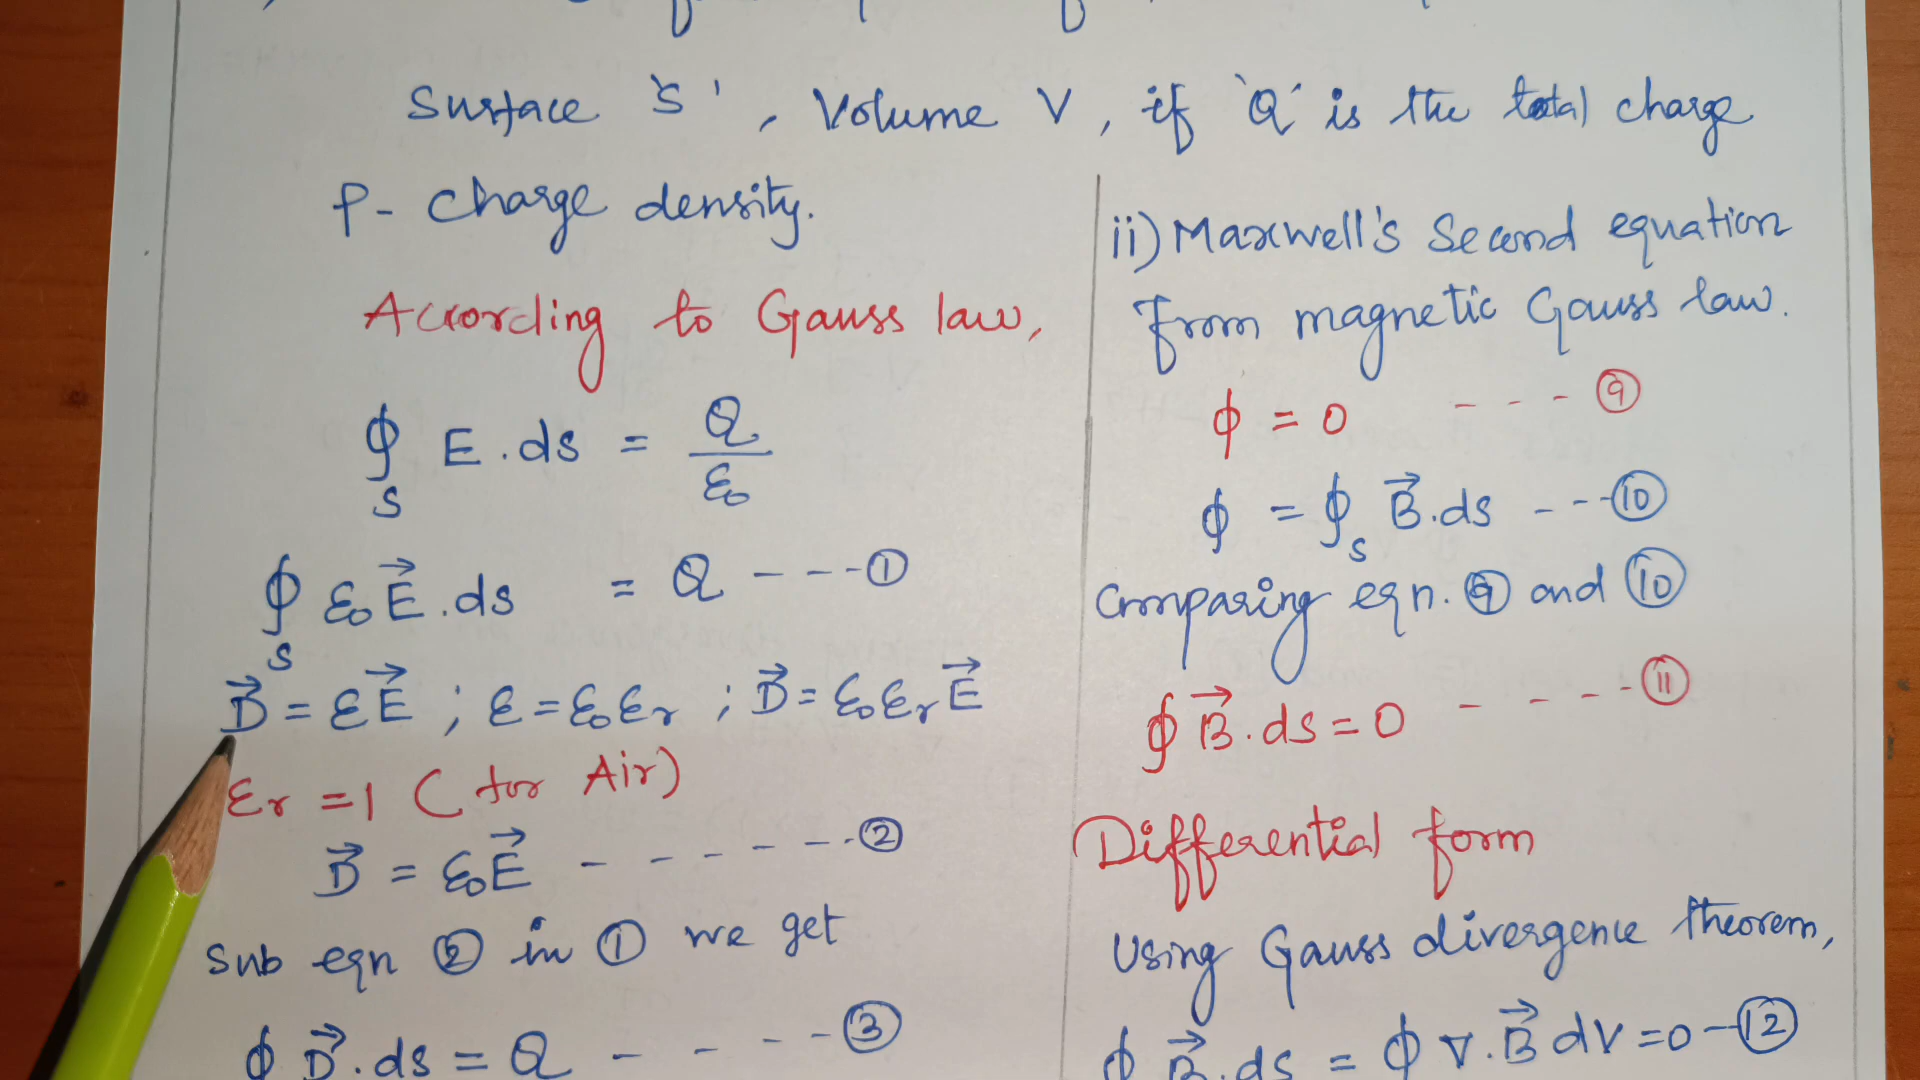 Surface 'S', Volume V, if 'Q' is the total charge
ρ- charge density.
According to Gauss law,
∮S E.ds = Q/ε₀
∮S ε₀E⃗.ds = Q ---①
D⃗ = εE⃗ ; ε = ε₀εr ; D⃗ = ε₀εrE⃗
εr = 1 (for Air)
D⃗ = ε₀E⃗ ------②
Sub eqn ② in ① we get
∮ D⃗.ds = Q ----③
ii) Maxwell's Second equation
From magnetic Gauss law.
ϕ = 0 ---⑨
ϕ = ∮S B⃗.ds ---⑩
Comparing eqn. ⑨ and ⑩
∮ B⃗.ds = 0 ----⑪
Differential form
Using Gauss divergence theorem,
∮ B⃗.ds = ∮ ∇.B⃗ dV = 0 -⑫